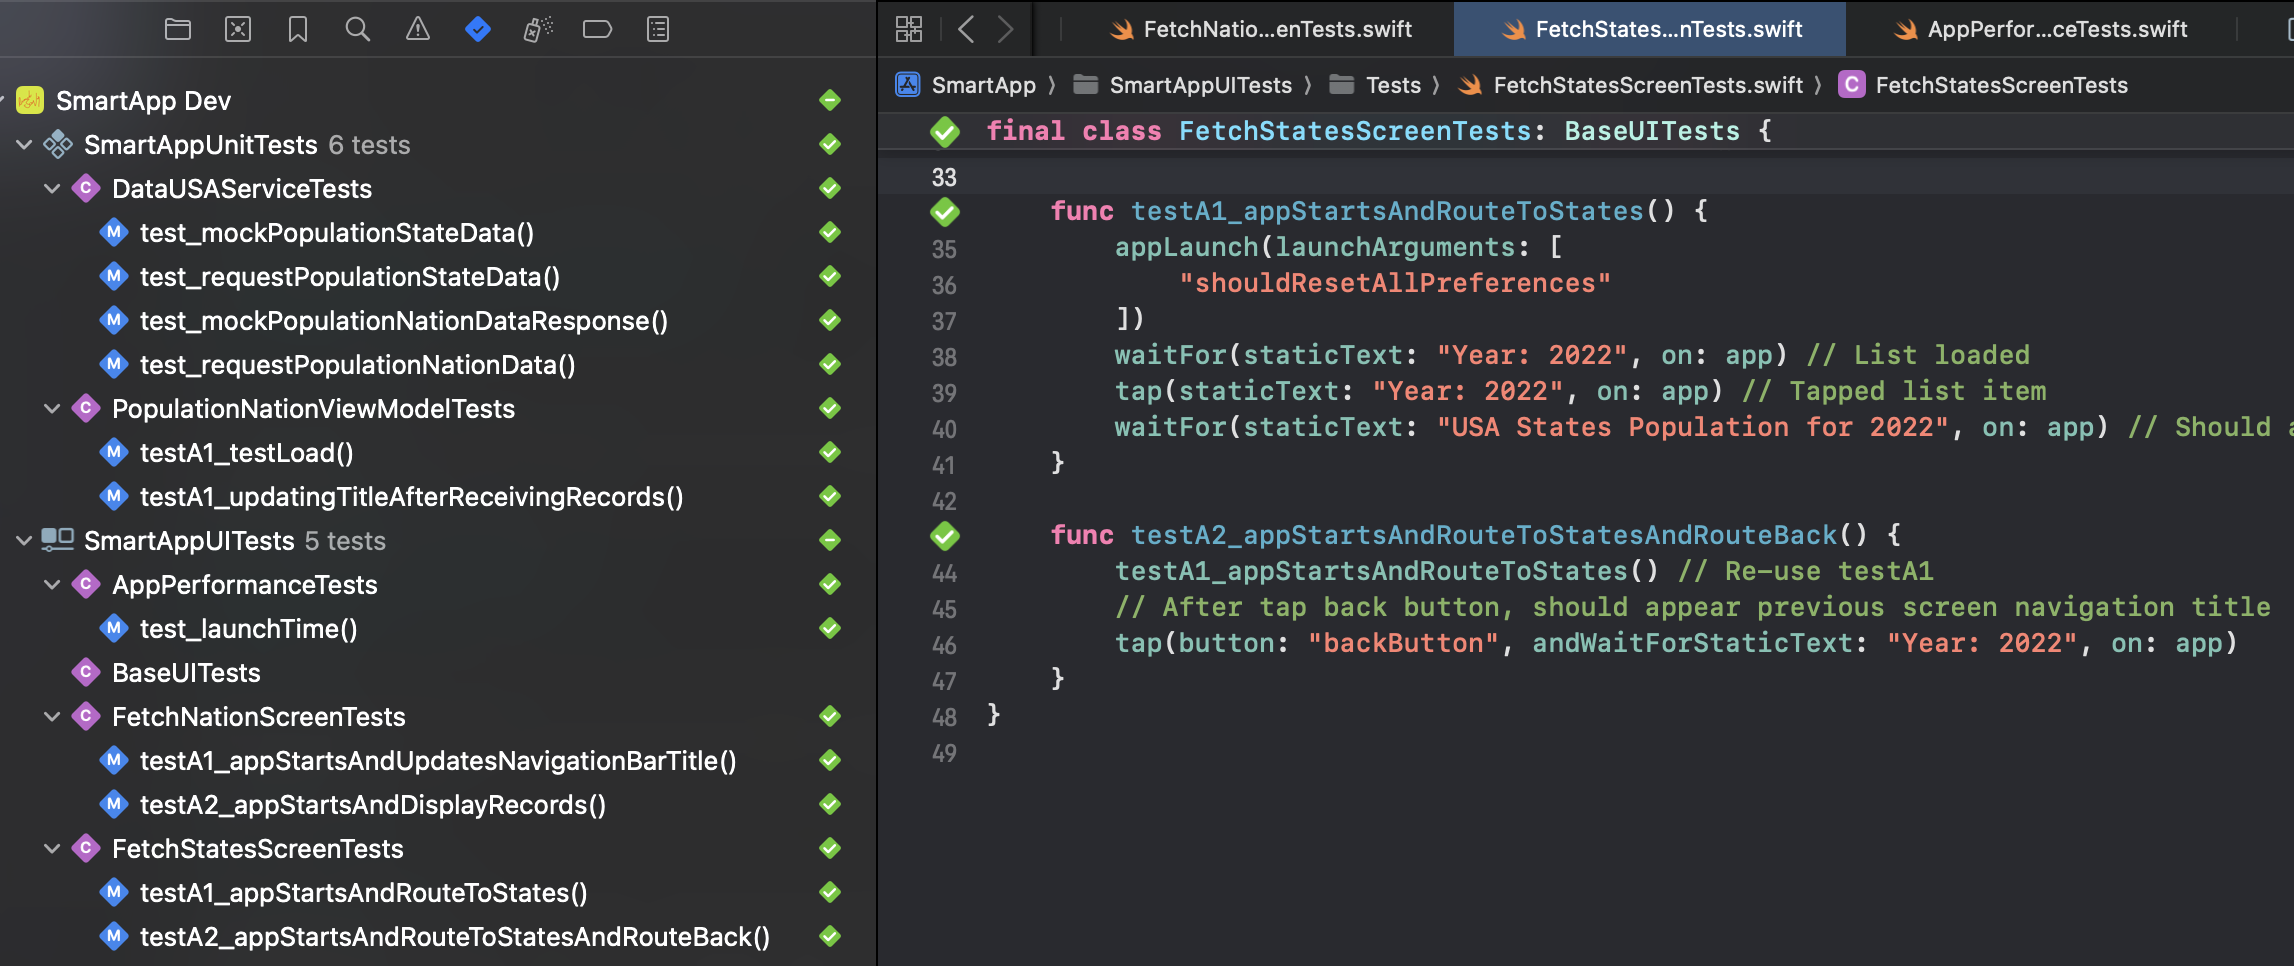 SmartApp Dev
SmartAppUnitTests 6 tests
C DataUSAServiceTests
M test_mockPopulationStateData()
M test_requestPopulationStateData()
M test_mockPopulationNationDataResponse()
M test_requestPopulationNationData()
C PopulationNationViewModelTests
M testA1_testLoad()
M testA1_updatingTitleAfterReceivingRecords()
SmartAppUITests 5 tests
C AppPerformanceTests
M test_launchTime()
C BaseUITests
C FetchNationScreenTests
M testA1_appStartsAndUpdatesNavigationBarTitle()
M testA2_appStartsAndDisplayRecords()
C FetchStatesScreenTests
M testA1_appStartsAndRouteToStates()
M testA2_appStartsAndRouteToStatesAndRouteBack()
FetchNatio...enTests.swift FetchStates...nTests.swift AppPerfor...ceTests.swift
SmartApp 〉 SmartAppUITests 〉 Tests 〉 FetchStatesScreenTests.swift 〉 C FetchStatesScreenTests
final class FetchStatesScreenTests: BaseUITests {
33
func testA1_appStartsAndRouteToStates() {
35 appLaunch(launchArguments: [
36 "shouldResetAllPreferences"
37 ])
38 waitFor(staticText: "Year: 2022", on: app) // List loaded
39 tap(staticText: "Year: 2022", on: app) // Tapped list item
40 waitFor(staticText: "USA States Population for 2022", on: app) // Should
41 }
42
func testA2_appStartsAndRouteToStatesAndRouteBack() {
44 testA1_appStartsAndRouteToStates() // Re-use testA1
45 // After tap back button, should appear previous screen navigation title
46 tap(button: "backButton", andWaitForStaticText: "Year: 2022", on: app)
47 }
48 }
49